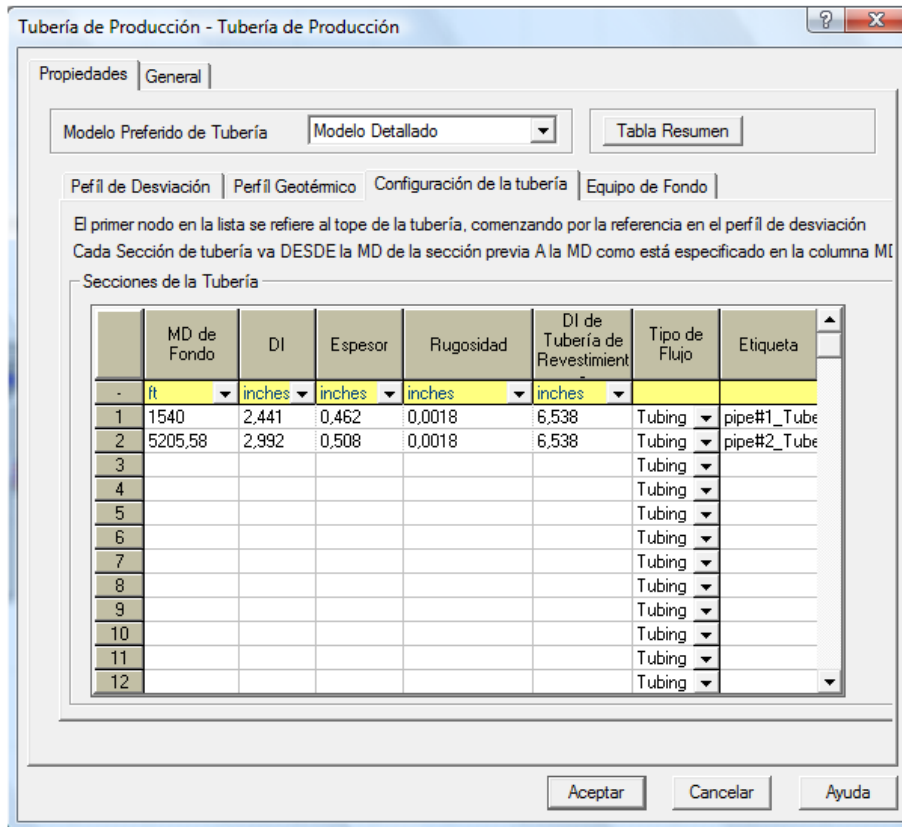 Tubería de Producción - Tubería de Producción
Propiedades General
Modelo Preferido de Tubería Modelo Detallado Tabla Resumen
Pefíl de Desviación Perfíl Geotérmico Configuración de la tubería Equipo de Fondo
El primer nodo en la lista se refiere al tope de la tubería, comenzando por la referencia en el perfíl de desviación
Cada Sección de tubería va DESDE la MD de la sección previa A la MD como está especificado en la columna MD
Secciones de la Tubería
MD de Fondo DI Espesor Rugosidad DI de Tubería de Revestimient Tipo de Flujo Etiqueta
- ft inches inches inches inches
1 1540 2,441 0,462 0,0018 6,538 Tubing pipe#1_Tube
2 5205,58 2,992 0,508 0,0018 6,538 Tubing pipe#2_Tube
3 Tubing
4 Tubing
5 Tubing
6 Tubing
7 Tubing
8 Tubing
9 Tubing
10 Tubing
11 Tubing
12 Tubing
Aceptar Cancelar Ayuda